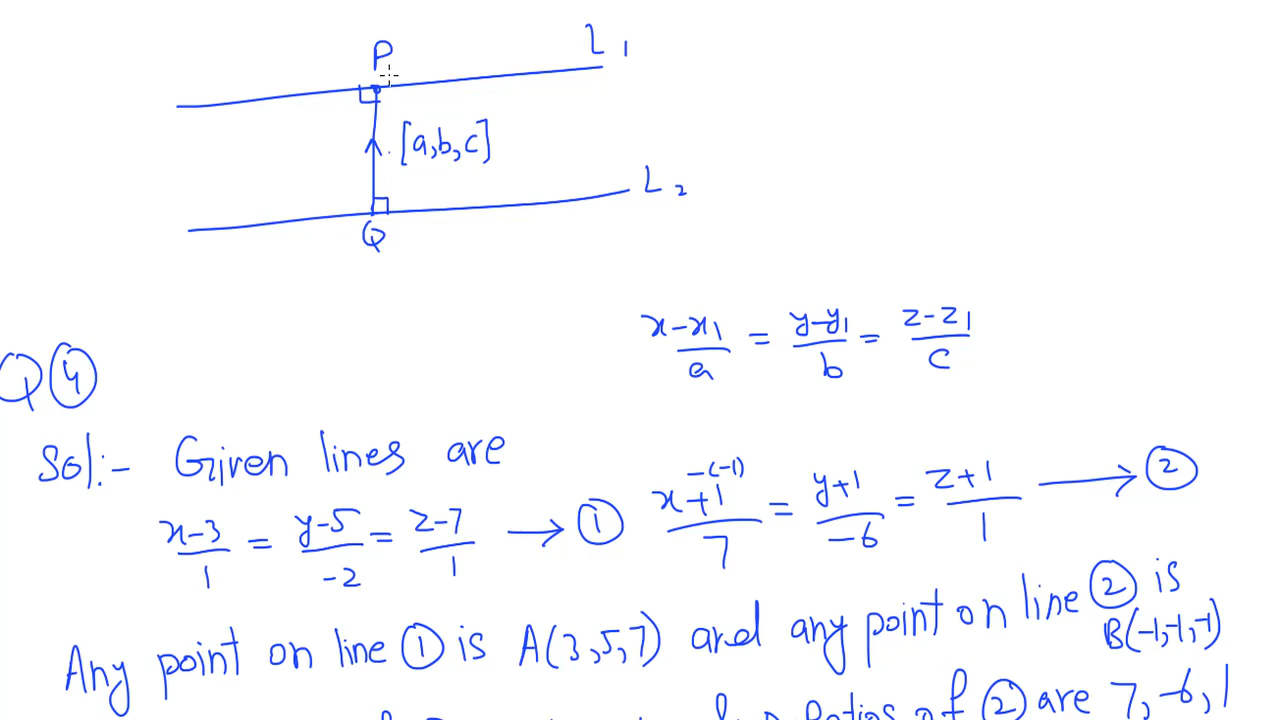 P
L₁
[a,b,c]
L₂
Q
x-x₁/a = y-y₁/b = z-z₁/c
Q④
Sol:- Given lines are
x-3/1 = y-5/-2 = z-7/1 → ①
-(-1)
x+1/7 = y+1/-6 = z+1/1 → ②
Any point on line ① is A(3,5,7) and any point on line ② is
B(-1,-1,-1)
of ② are 7,-6,1